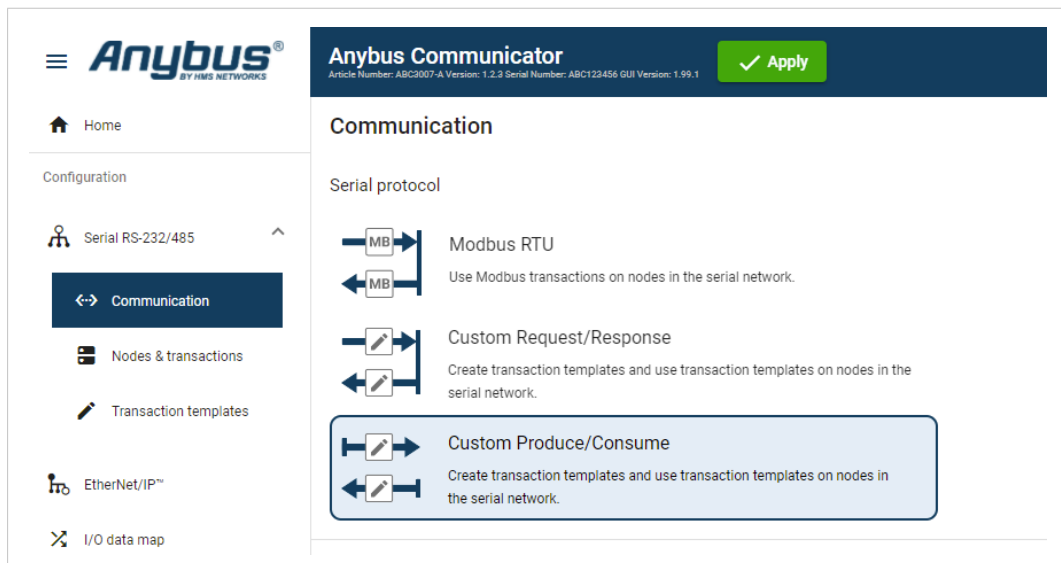 Anybus®
BY HMS NETWORKS
Anybus Communicator
Article Number: ABC3007-A Version: 1.2.3 Serial Number: ABC123456 GUI Version: 1.99.1
Apply
Home
Configuration
Serial RS-232/485
Communication
Nodes & transactions
Transaction templates
EtherNet/IP™
I/O data map
Communication
Serial protocol
MB
MB
Modbus RTU
Use Modbus transactions on nodes in the serial network.
Custom Request/Response
Create transaction templates and use transaction templates on nodes in the
serial network.
Custom Produce/Consume
Create transaction templates and use transaction templates on nodes in
the serial network.